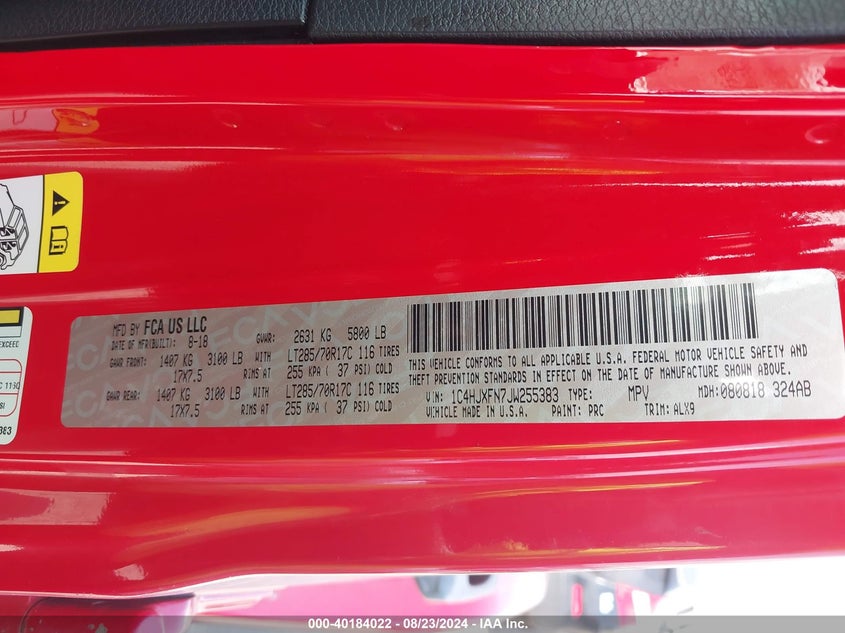 MFD BY FCA US LLC
DATE OF MFR(BUILT): 8-18 GVWR: 2631 KG 5800 LB
GAWR FRONT: 1407 KG 3100 LB WITH LT285/70R17C 116 TIRES
17X7.5 RIMS AT 255 KPA ( 37 PSI) COLD
GAWR REAR: 1407 KG 3100 LB WITH LT285/70R17C 116 TIRES
17X7.5 RIMS AT 255 KPA ( 37 PSI) COLD
THIS VEHICLE CONFORMS TO ALL APPLICABLE U.S.A. FEDERAL MOTOR VEHICLE SAFETY AND
THEFT PREVENTION STANDARDS IN EFFECT ON THE DATE OF MANUFACTURE SHOWN ABOVE.
VIN: 1C4HJXFN7JW255383 TYPE: MPV MDH:080818 324AB
VEHICLE MADE IN U.S.A. PAINT: PRC TRIM: ALX9
EXCEED
383
000-40184022 - 08/23/2024 - IAA Inc.